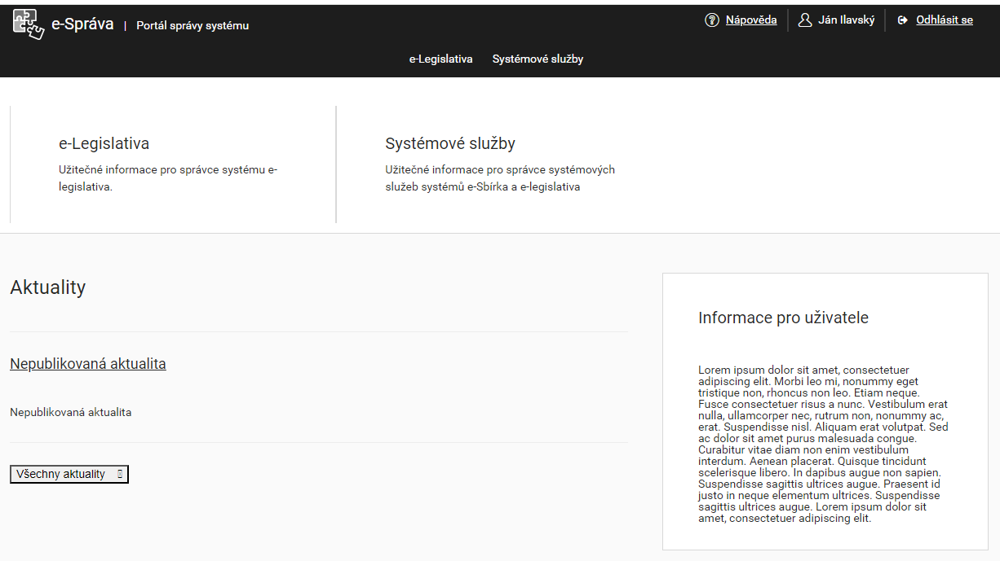 e-Správa | Portál správy systému
Nápověda
Ján Ilavský
Odhlásit se
e-Legislativa
Systémové služby
e-Legislativa
Užitečné informace pro správce systému e-
legislativa.
Systémové služby
Užitečné informace pro správce systémových
služeb systémů e-Sbírka a e-legislativa
Aktuality
Nepublikovaná aktualita
Nepublikovaná aktualita
Všechny aktuality
Informace pro uživatele
Lorem ipsum dolor sit amet, consectetuer
adipiscing elit. Morbi leo mi, nonummy eget
tristique non, rhoncus non leo. Etiam neque.
Fusce consectetuer risus a nunc. Vestibulum erat
nulla, ullamcorper nec, rutrum non, nonummy ac,
erat. Suspendisse nisl. Aliquam erat volutpat. Sed
ac dolor sit amet purus malesuada congue.
Curabitur vitae diam non enim vestibulum
interdum. Aenean placerat. Quisque tincidunt
scelerisque libero. In dapibus augue non sapien.
Suspendisse sagittis ultrices augue. Praesent id
justo in neque elementum ultrices. Suspendisse
sagittis ultrices augue. Lorem ipsum dolor sit
amet, consectetuer adipiscing elit.